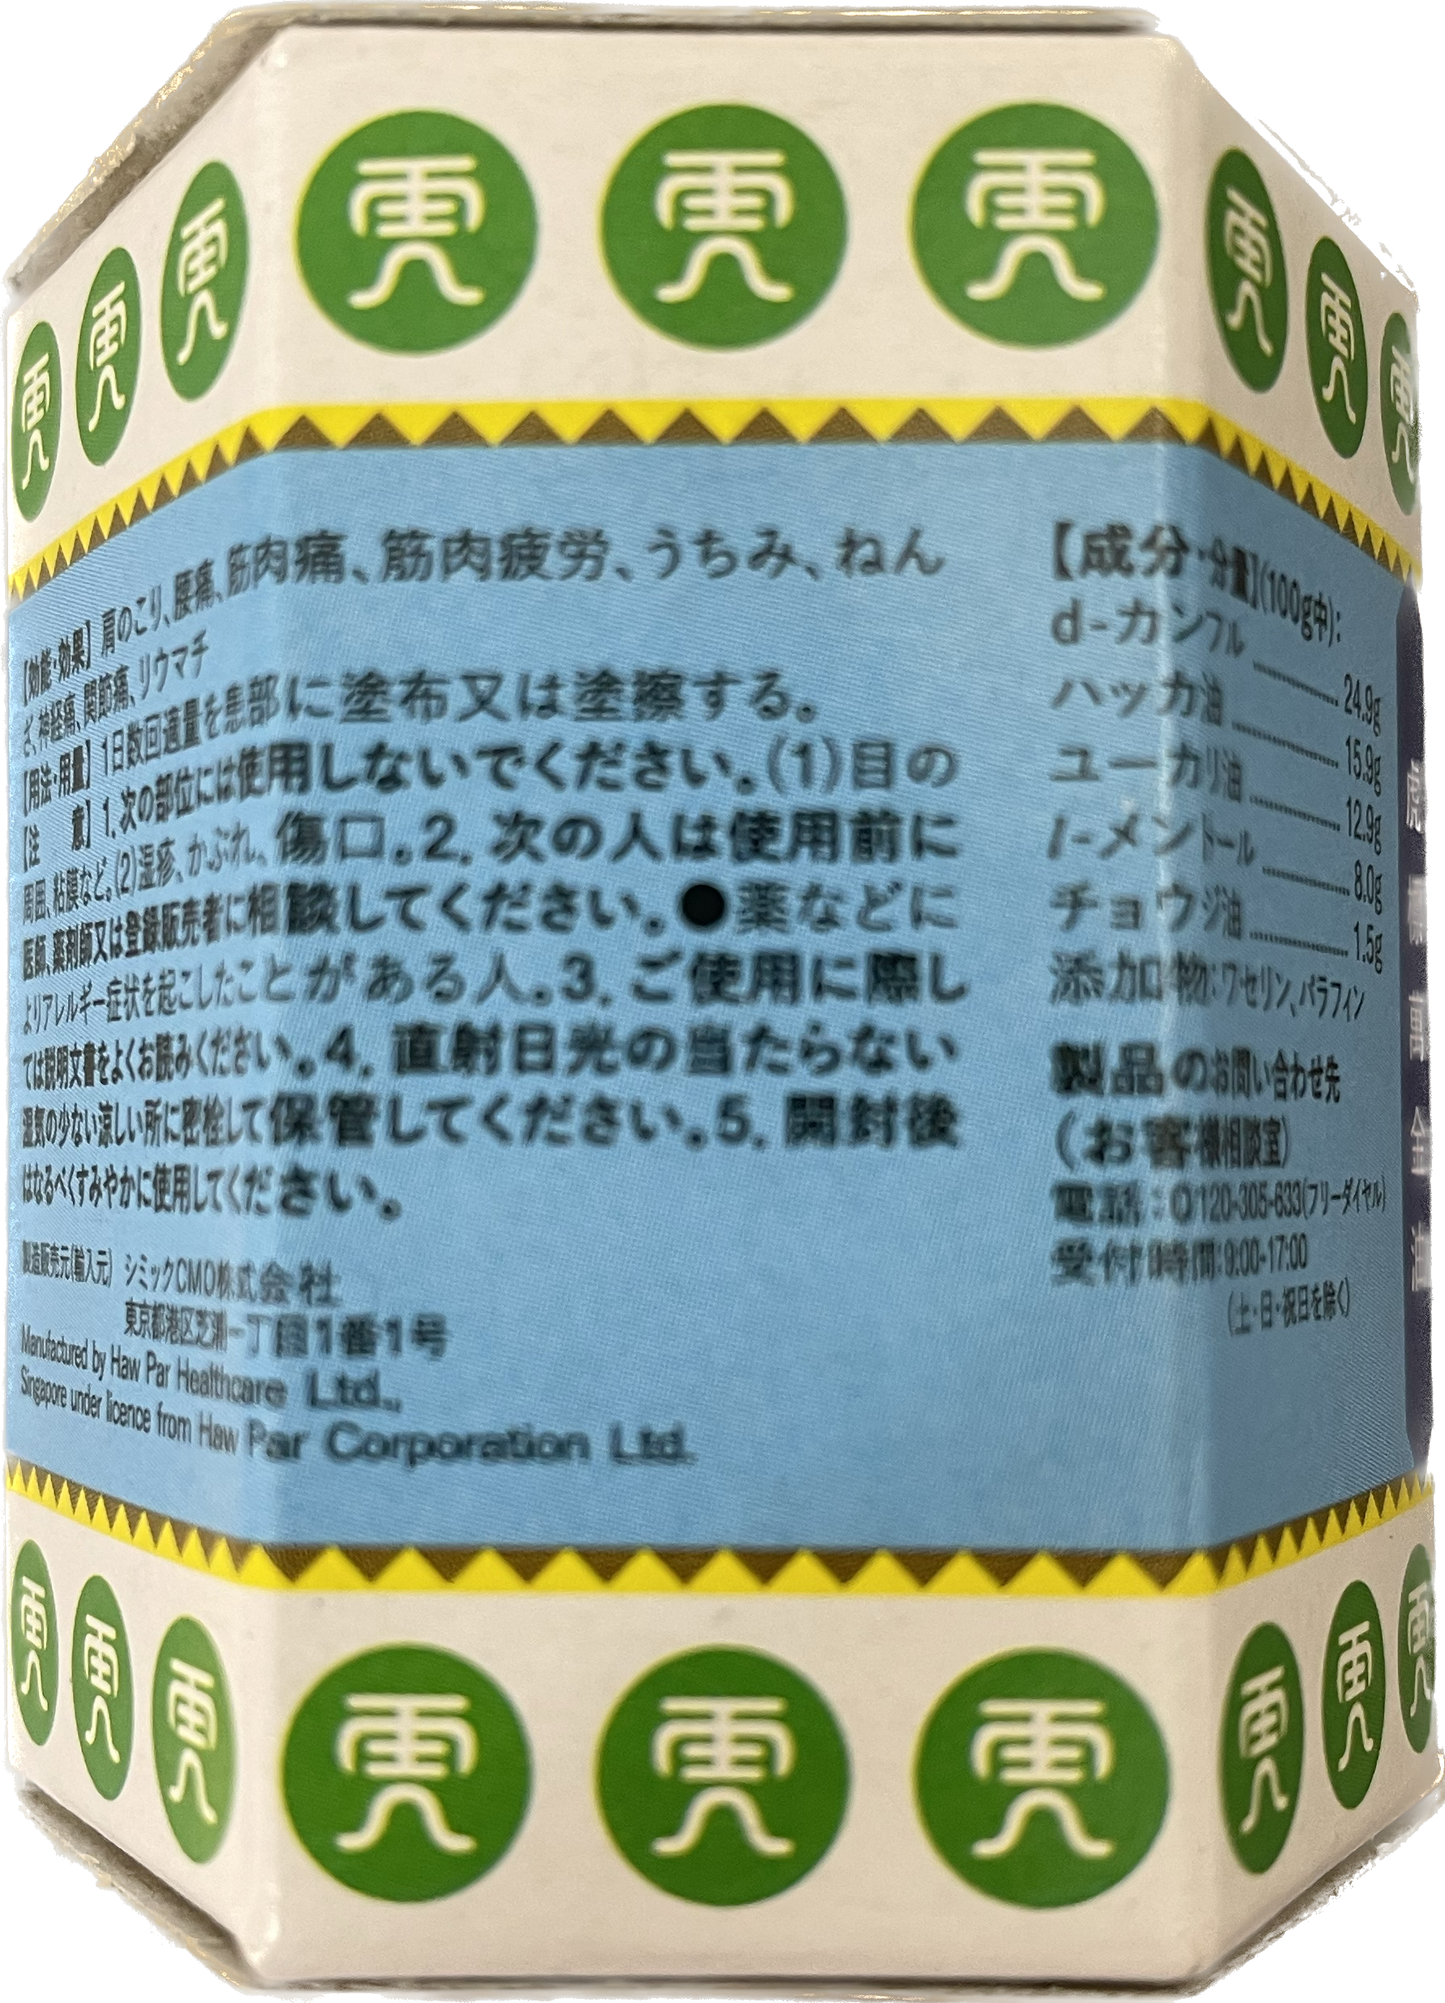 【効能・効果】肩のこり、腰痛、筋肉痛、筋肉疲労、うちみ、ねん
ざ、神経痛、関節痛、リウマチ
【用法・用量】1日数回適量を患部に塗布又は塗擦する。
【注　意】1. 次の部位には使用しないでください。(1)目の
周囲、粘膜など。(2)湿疹、かぶれ、傷口。2. 次の人は使用前に
医師、薬剤師又は登録販売者に相談してください。●薬などに
よりアレルギー症状を起こしたことがある人。3. ご使用に際し
ては説明文書をよくお読みください。4. 直射日光の当たらない
湿気の少ない涼しい所に密栓して保管してください。5. 開封後
はなるべくすみやかに使用してください。
製造販売元(輸入元) シミックCMO株式会社
東京都港区芝浦一丁目1番1号
Manufactured by Haw Par Healthcare Ltd.,
Singapore under licence from Haw Par Corporation Ltd.
【成分・分量】(100g中):
d-カンフル 24.9g
ハッカ油 15.9g
ユーカリ油 12.9g
l-メントール 8.0g
チョウジ油 1.5g
添加物:ワセリン、パラフィン
製品のお問い合わせ先
(お客様相談室)
電話:0120-305-633(フリーダイヤル)
受付時間:9:00-17:00
(土・日・祝日を除く)